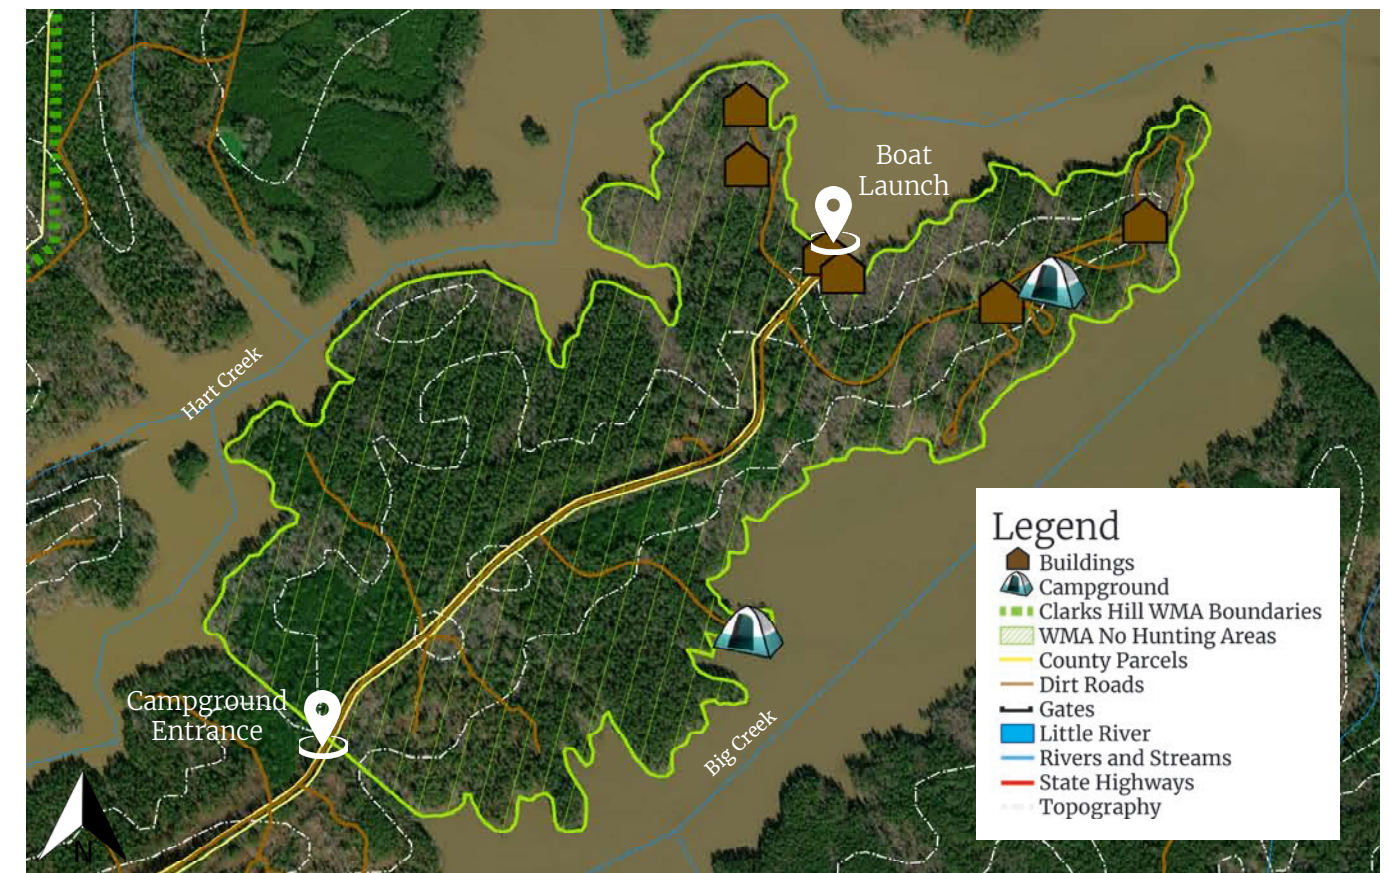 Boat
Launch
Hart Creek
Campground
Entrance
Big Creek
N
Legend
Buildings
Campground
Clarks Hill WMA Boundaries
WMA No Hunting Areas
County Parcels
Dirt Roads
Gates
Little River
Rivers and Streams
State Highways
Topography